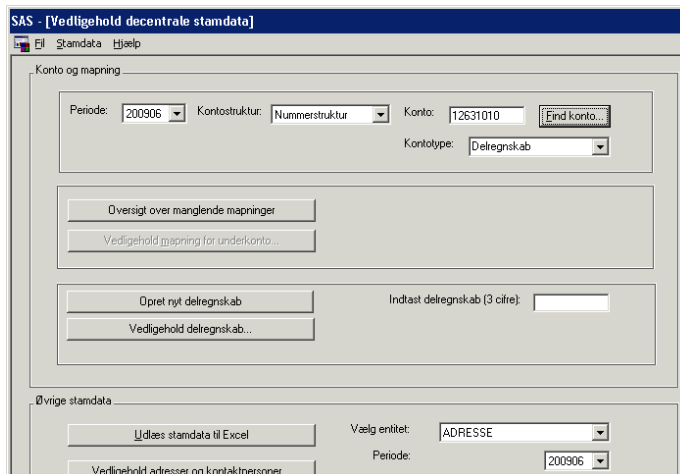 SAS - [Vedligehold decentrale stamdata]
Fil Stamdata Hjælp
Konto og mapning
Periode: 200906 Kontostruktur: Nummerstruktur Konto: 12631010 Find konto...
Kontotype: Delregnskab
Oversigt over manglende mapninger
Vedligehold mapning for underkonto...
Opret nyt delregnskab Indtast delregnskab (3 cifre):
Vedligehold delregnskab...
Øvrige stamdata
Udlæs stamdata til Excel Vælg entitet: ADRESSE
Periode: 200906
Vedligehold adresser og kontaktpersoner